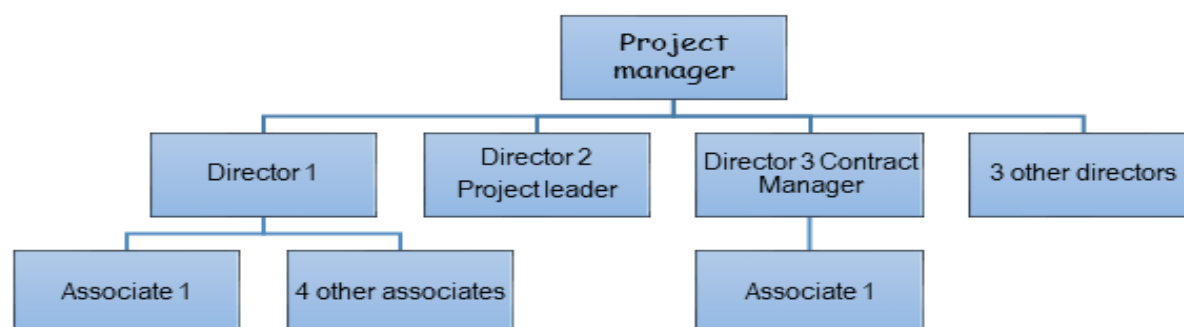 Project
manager
Director 1
Director 2
Project leader
Director 3 Contract
Manager
3 other directors
Associate 1
4 other associates
Associate 1